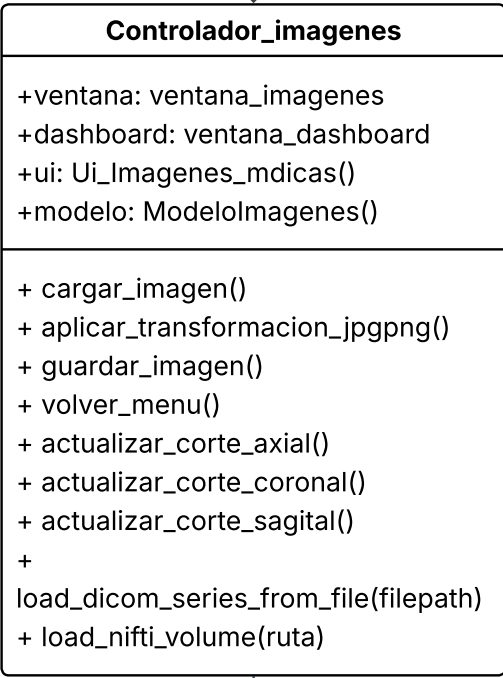 Controlador_imagenes
+ventana: ventana_imagenes
+dashboard: ventana_dashboard
+ui: Ui_Imagenes_mdicas()
+modelo: ModeloImagenes()
+ cargar_imagen()
+ aplicar_transformacion_jpgpng()
+ guardar_imagen()
+ volver_menu()
+ actualizar_corte_axial()
+ actualizar_corte_coronal()
+ actualizar_corte_sagital()
+
load_dicom_series_from_file(filepath)
+ load_nifti_volume(ruta)